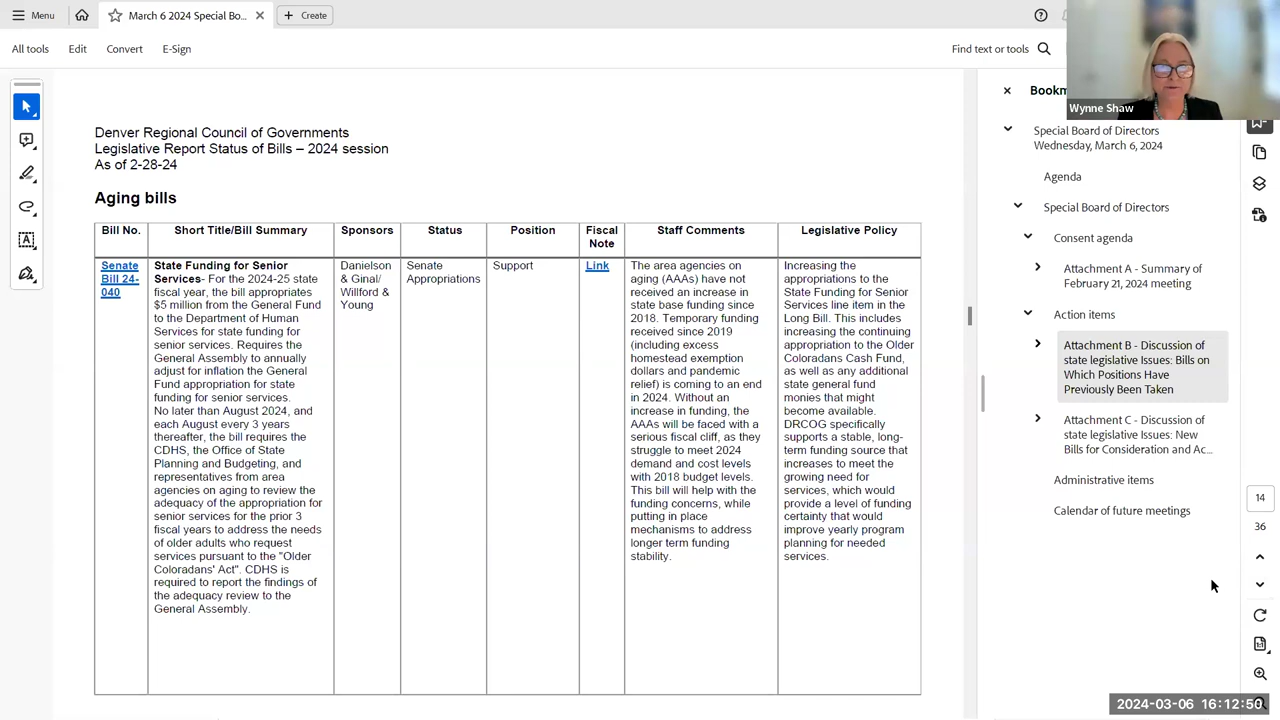 Menu
March 6 2024 Special Bo...
Create
All tools
Edit
Convert
E-Sign
Find text or tools
Wynne Shaw
Denver Regional Council of Governments
Legislative Report Status of Bills – 2024 session
As of 2-28-24
Aging bills
Bill No.
Short Title/Bill Summary
Sponsors
Status
Position
Fiscal
Note
Staff Comments
Legislative Policy
Senate
Bill 24-
040
State Funding for Senior
Services- For the 2024-25 state
fiscal year, the bill appropriates
$5 million from the General Fund
to the Department of Human
Services for state funding for
senior services. Requires the
General Assembly to annually
adjust for inflation the General
Fund appropriation for state
funding for senior services.
No later than August 2024, and
each August every 3 years
thereafter, the bill requires the
CDHS, the Office of State
Planning and Budgeting, and
representatives from area
agencies on aging to review the
adequacy of the appropriation for
senior services for the prior 3
fiscal years to address the needs
of older adults who request
services pursuant to the "Older
Coloradans' Act". CDHS is
required to report the findings of
the adequacy review to the
General Assembly.
Danielson
& Ginal/
Willford &
Young
Senate
Appropriations
Support
Link
The area agencies on
aging (AAAs) have not
received an increase in
state base funding since
2018. Temporary funding
received since 2019
(including excess
homestead exemption
dollars and pandemic
relief) is coming to an end
in 2024. Without an
increase in funding, the
AAAs will be faced with a
serious fiscal cliff, as they
struggle to meet 2024
demand and cost levels
with 2018 budget levels.
This bill will help with the
funding concerns, while
putting in place
mechanisms to address
longer term funding
stability.
Increasing the
appropriations to the
State Funding for Senior
Services line item in the
Long Bill. This includes
increasing the continuing
appropriation to the Older
Coloradans Cash Fund,
as well as any additional
state general fund
monies that might
become available.
DRCOG specifically
supports a stable, long-
term funding source that
increases to meet the
growing need for
services, which would
provide a level of funding
certainty that would
improve yearly program
planning for needed
services.
Bookm
Special Board of Directors
Wednesday, March 6, 2024
Agenda
Special Board of Directors
Consent agenda
Attachment A - Summary of
February 21, 2024 meeting
Action items
Attachment B - Discussion of
state legislative Issues: Bills on
Which Positions Have
Previously Been Taken
Attachment C - Discussion of
state legislative Issues: New
Bills for Consideration and Ac...
Administrative items
Calendar of future meetings
14
36
2024-03-06 16:12:50